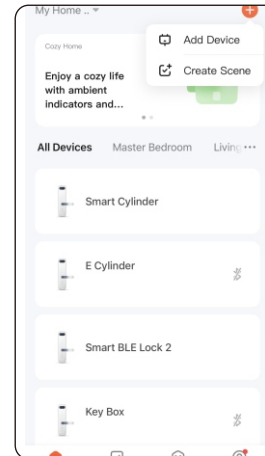 My Home ..
Add Device
Create Scene
Cozy Home
Enjoy a cozy life
with ambient
indicators and...
All Devices Master Bedroom Living ···
Smart Cylinder
E Cylinder
Smart BLE Lock 2
Key Box